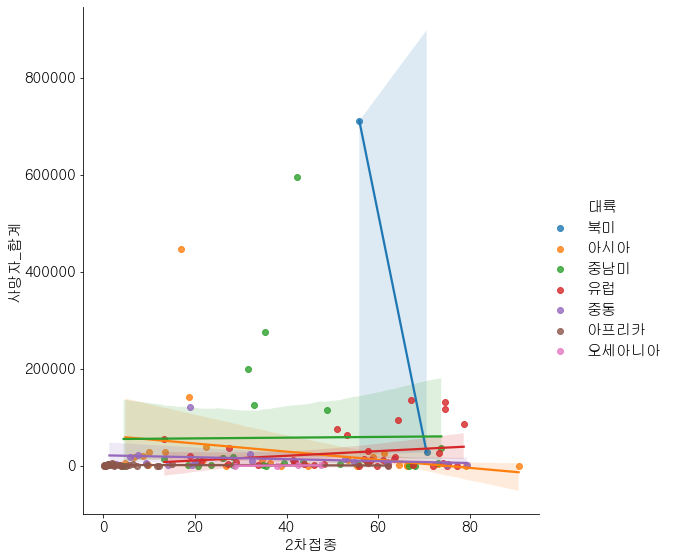 800000
600000
400000
200000
0
사망자_합계
0
20
40
60
80
2차접종
대륙
북미
아시아
중남미
유럽
중동
아프리카
오세아니아